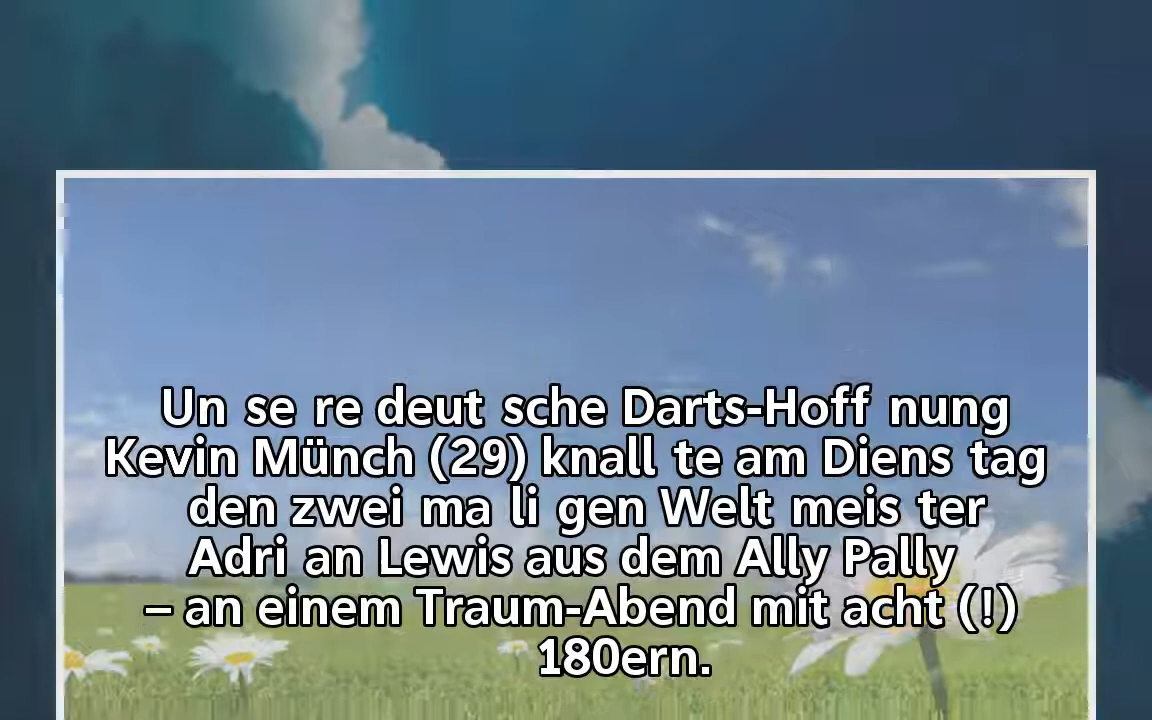 Un se re deut sche Darts-Hoff nung
Kevin Münch (29) knall te am Diens tag
den zwei ma li gen Welt meis ter
Adri an Lewis aus dem Ally Pally
– an einem Traum-Abend mit acht (!)
180ern.